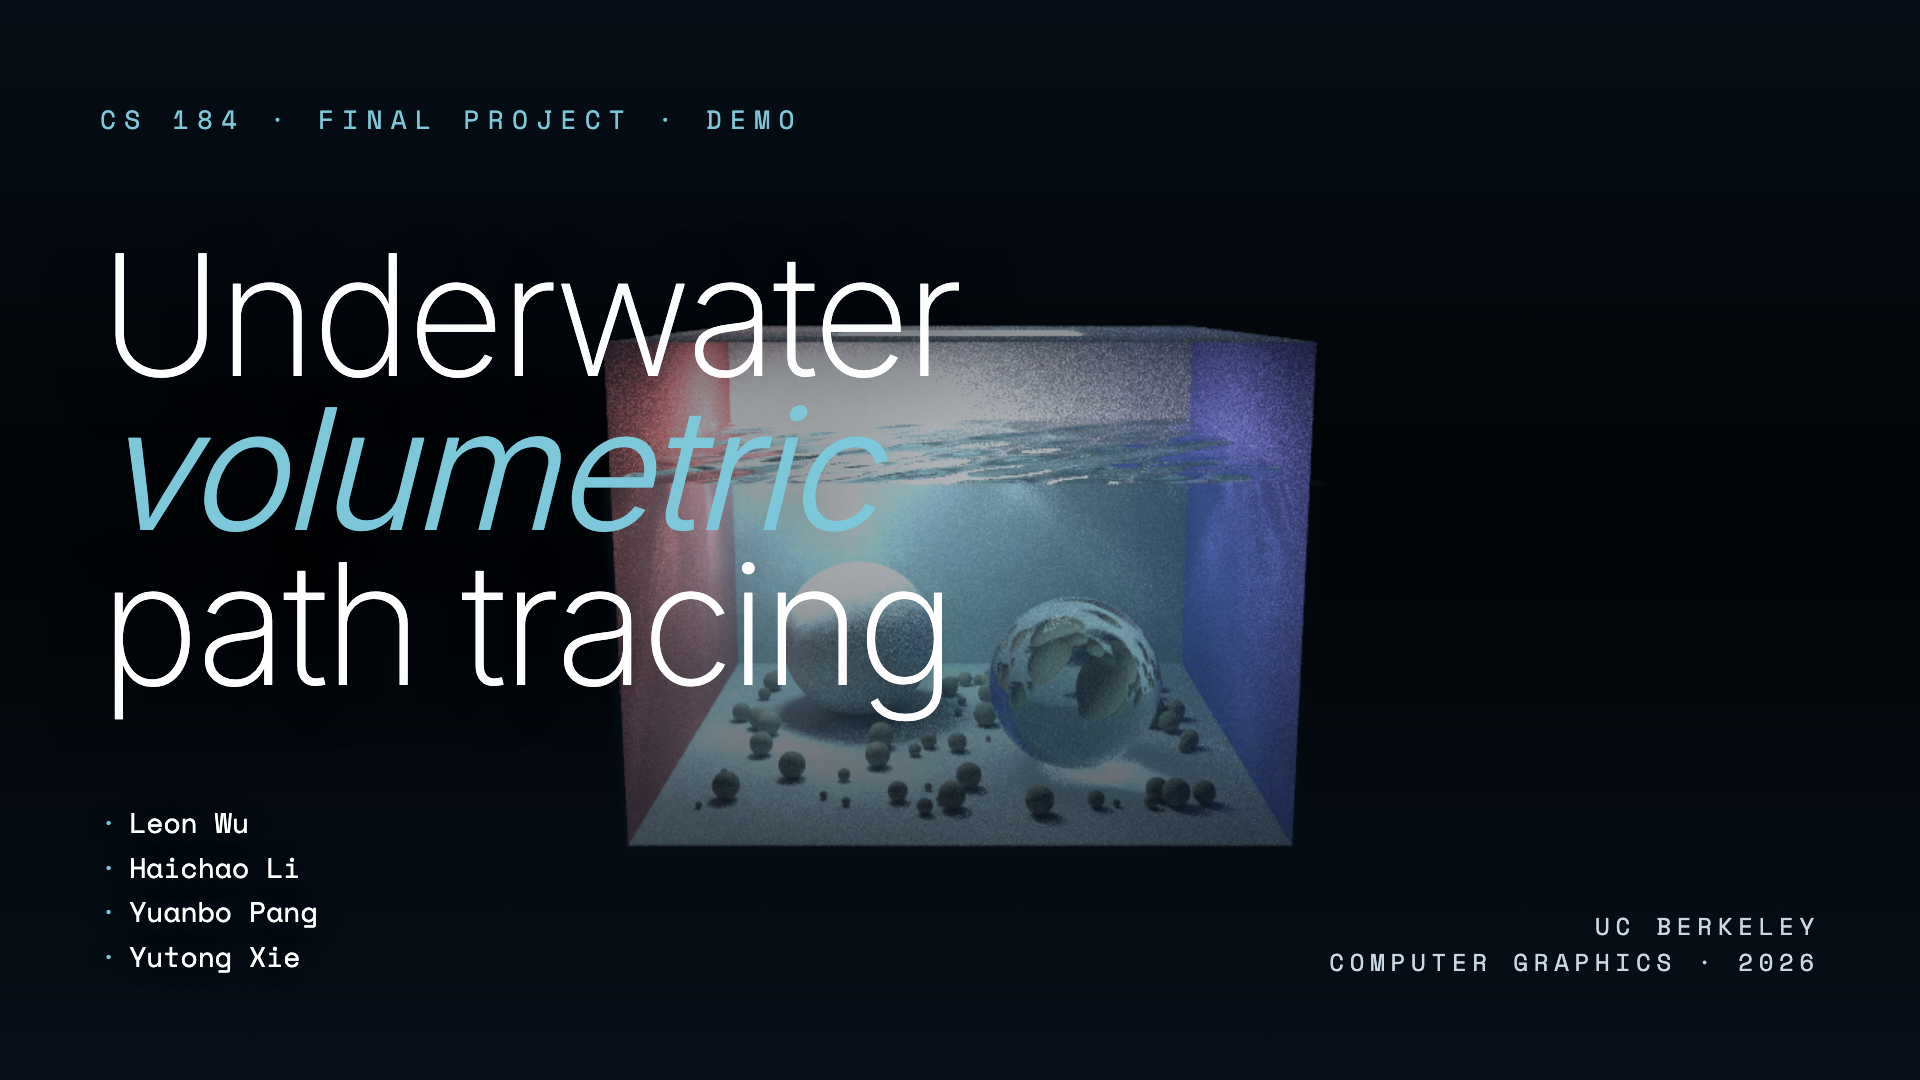 CS 184 · FINAL PROJECT · DEMO
Underwater
volumetric
path tracing
· Leon Wu
· Haichao Li
· Yuanbo Pang
· Yutong Xie
UC BERKELEY
COMPUTER GRAPHICS · 2026